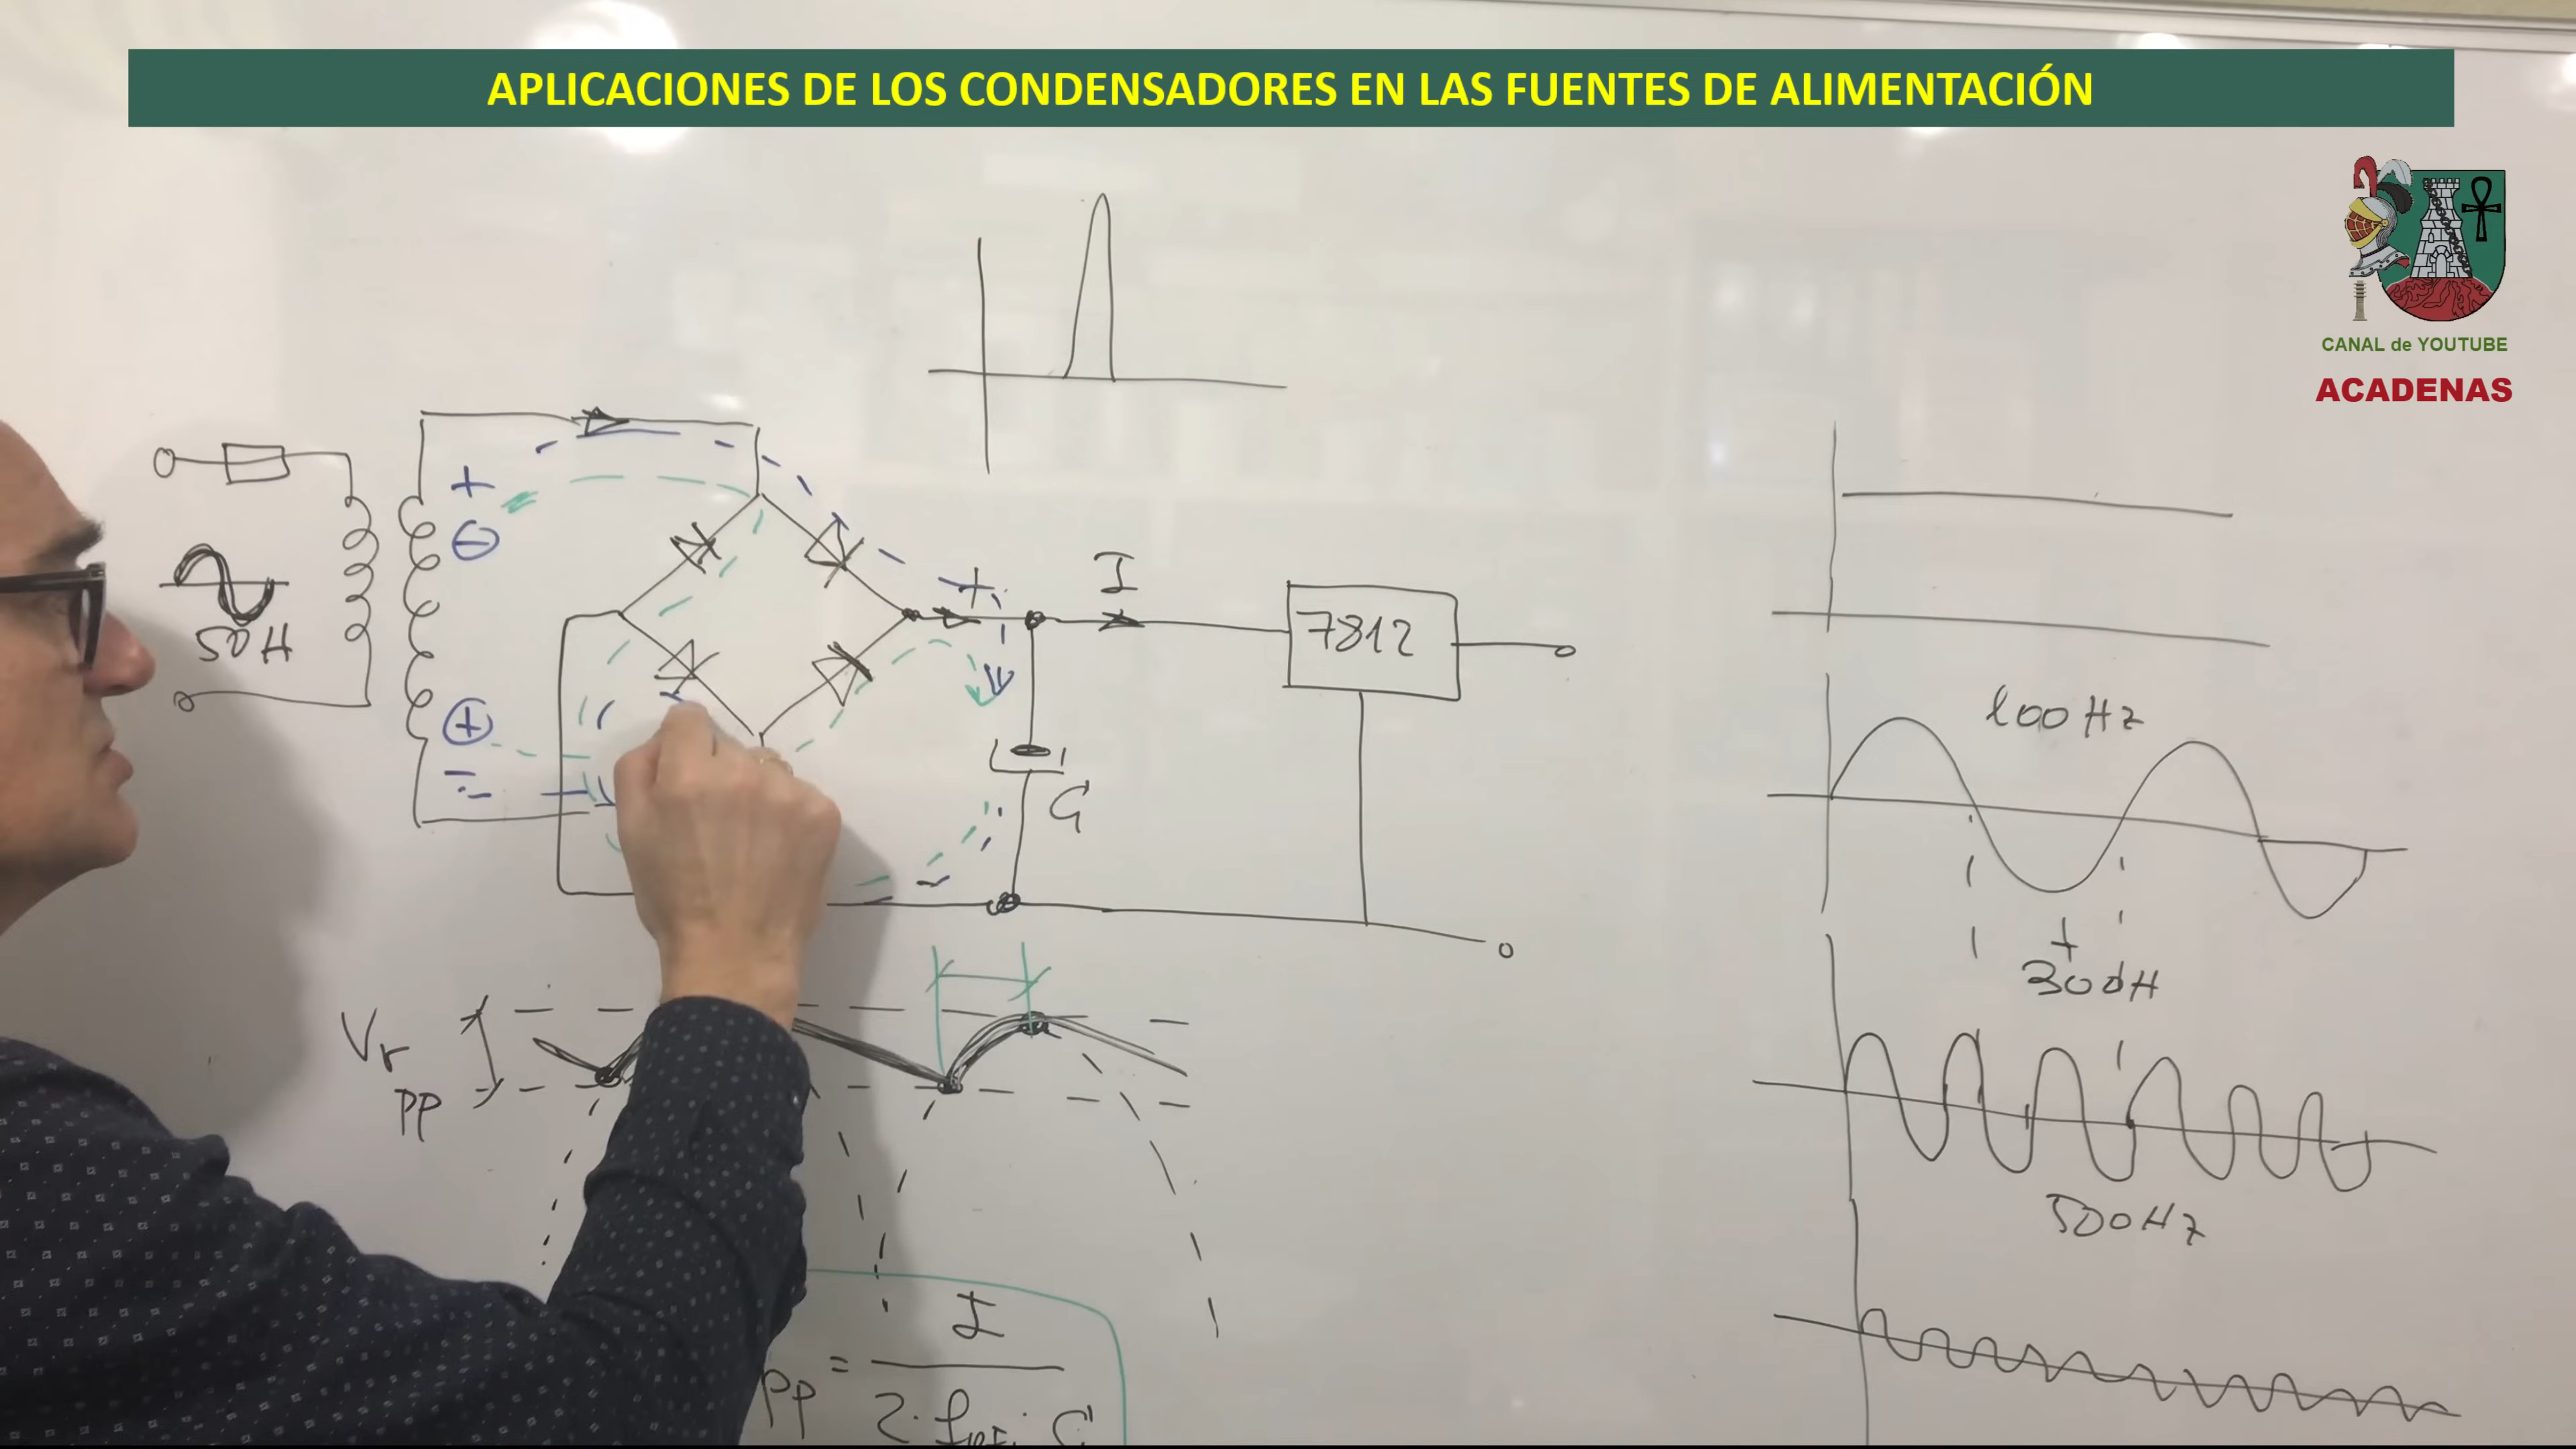 APLICACIONES DE LOS CONDENSADORES EN LAS FUENTES DE ALIMENTACIÓN
CANAL de YOUTUBE
ACADENAS
+
−
50H
+
−
+
I
7812
C
−
Vr
PP
PP = I
2·f
C
100Hz
+
300H
500Hz